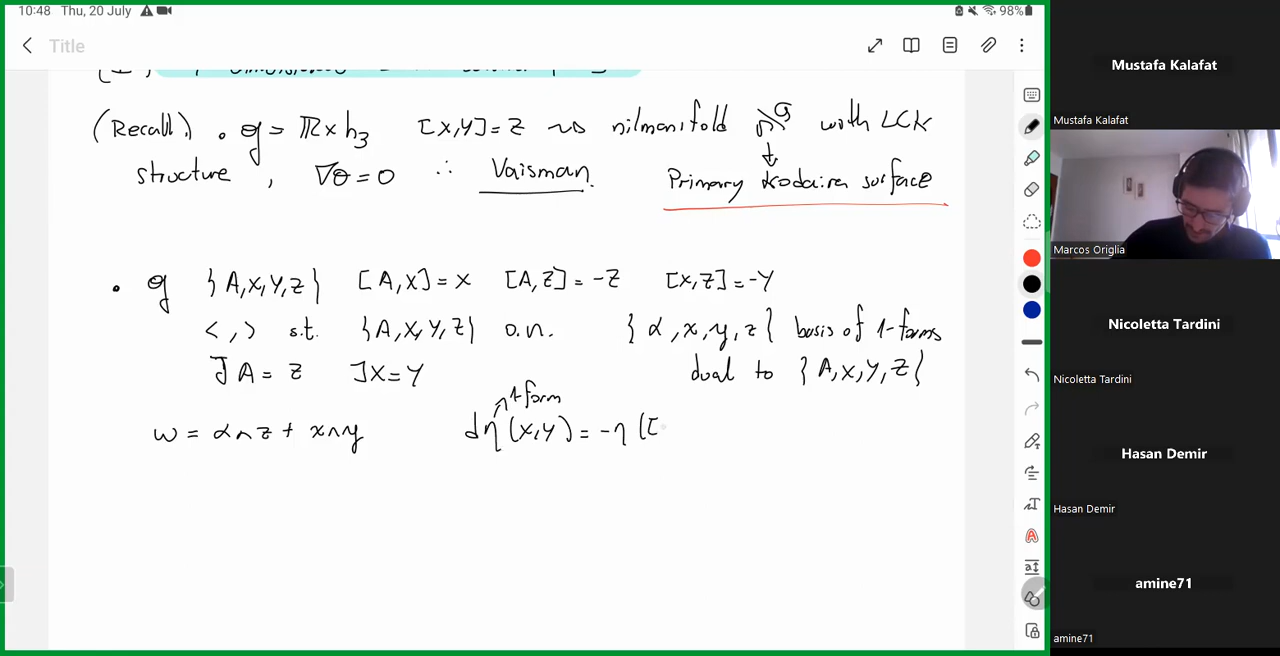 10:48 Thu, 20 July
98%
Title
(Recall). • g = ℝ × h₃ [X,Y] = Z ⇝ nilmanifold Γ\G with LCK
structure, ∇θ = 0 ∴ Vaisman.
Primary Kodaira surface
• g {A,X,Y,Z} [A,X] = X [A,Z] = -Z [X,Z] = -Y
< , > s.t. {A,X,Y,Z} o.n. {α,x,y,z} basis of 1-forms
JA = Z JX = Y dual to {A,X,Y,Z}
1-form
ω = α∧z + x∧y dη(X,Y) = -η([
Mustafa Kalafat
Mustafa Kalafat
Marcos Origlia
Nicoletta Tardini
Nicoletta Tardini
Hasan Demir
Hasan Demir
amine71
amine71